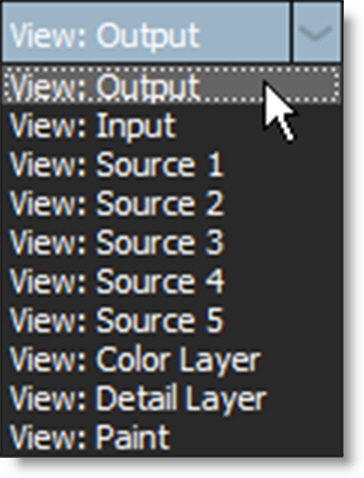 View: Output
View: Output
View: Input
View: Source 1
View: Source 2
View: Source 3
View: Source 4
View: Source 5
View: Color Layer
View: Detail Layer
View: Paint